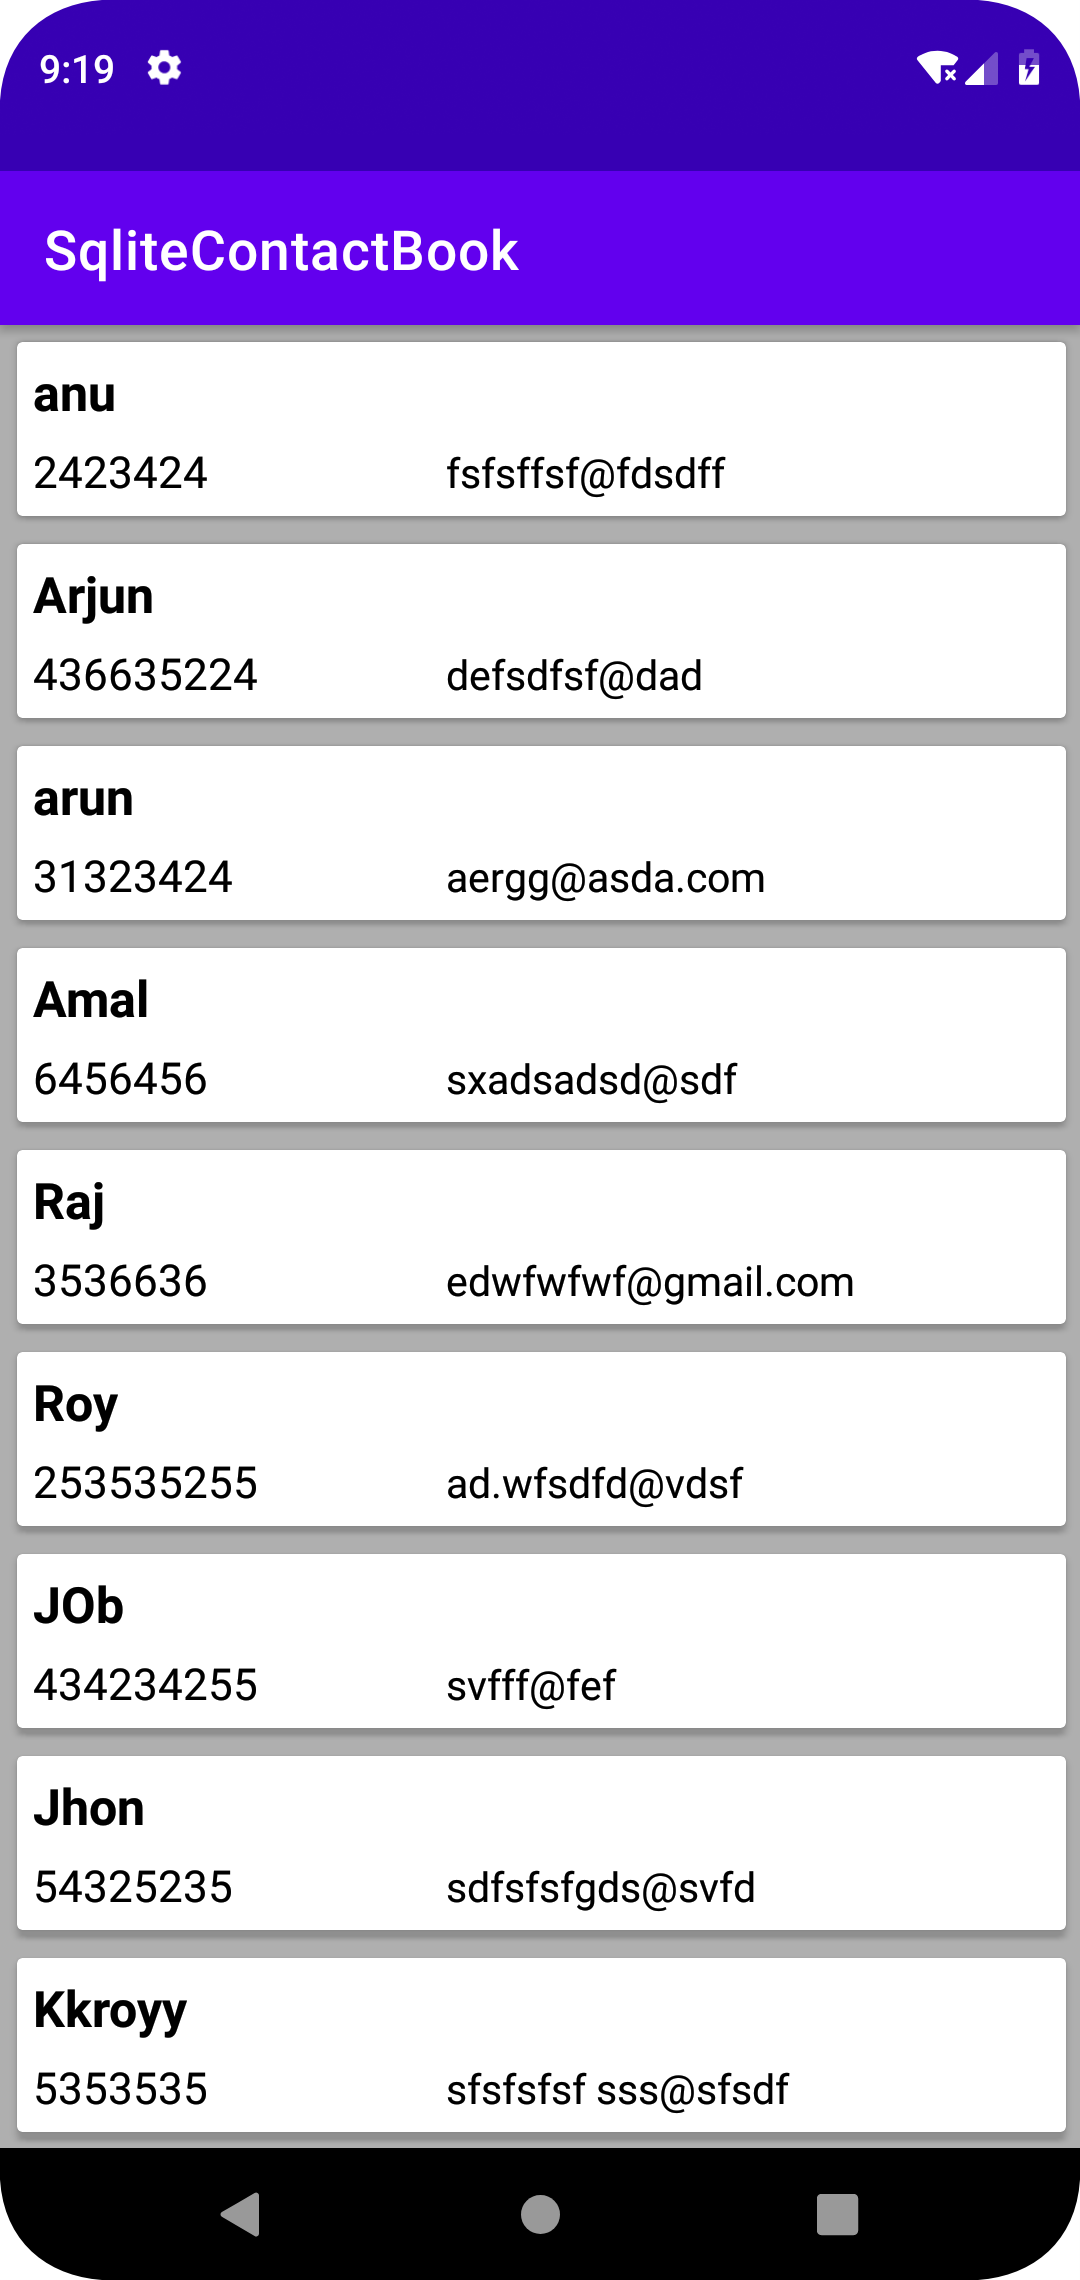 9:19
SqliteContactBook
anu
2423424 fsfsffsf@fdsdff
Arjun
436635224 defsdfsf@dad
arun
31323424 aergg@asda.com
Amal
6456456 sxadsadsd@sdf
Raj
3536636 edwfwfwf@gmail.com
Roy
253535255 ad.wfsdfd@vdsf
JOb
434234255 svfff@fef
Jhon
54325235 sdfsfsfgds@svfd
Kkroyy
5353535 sfsfsfsf sss@sfsdf